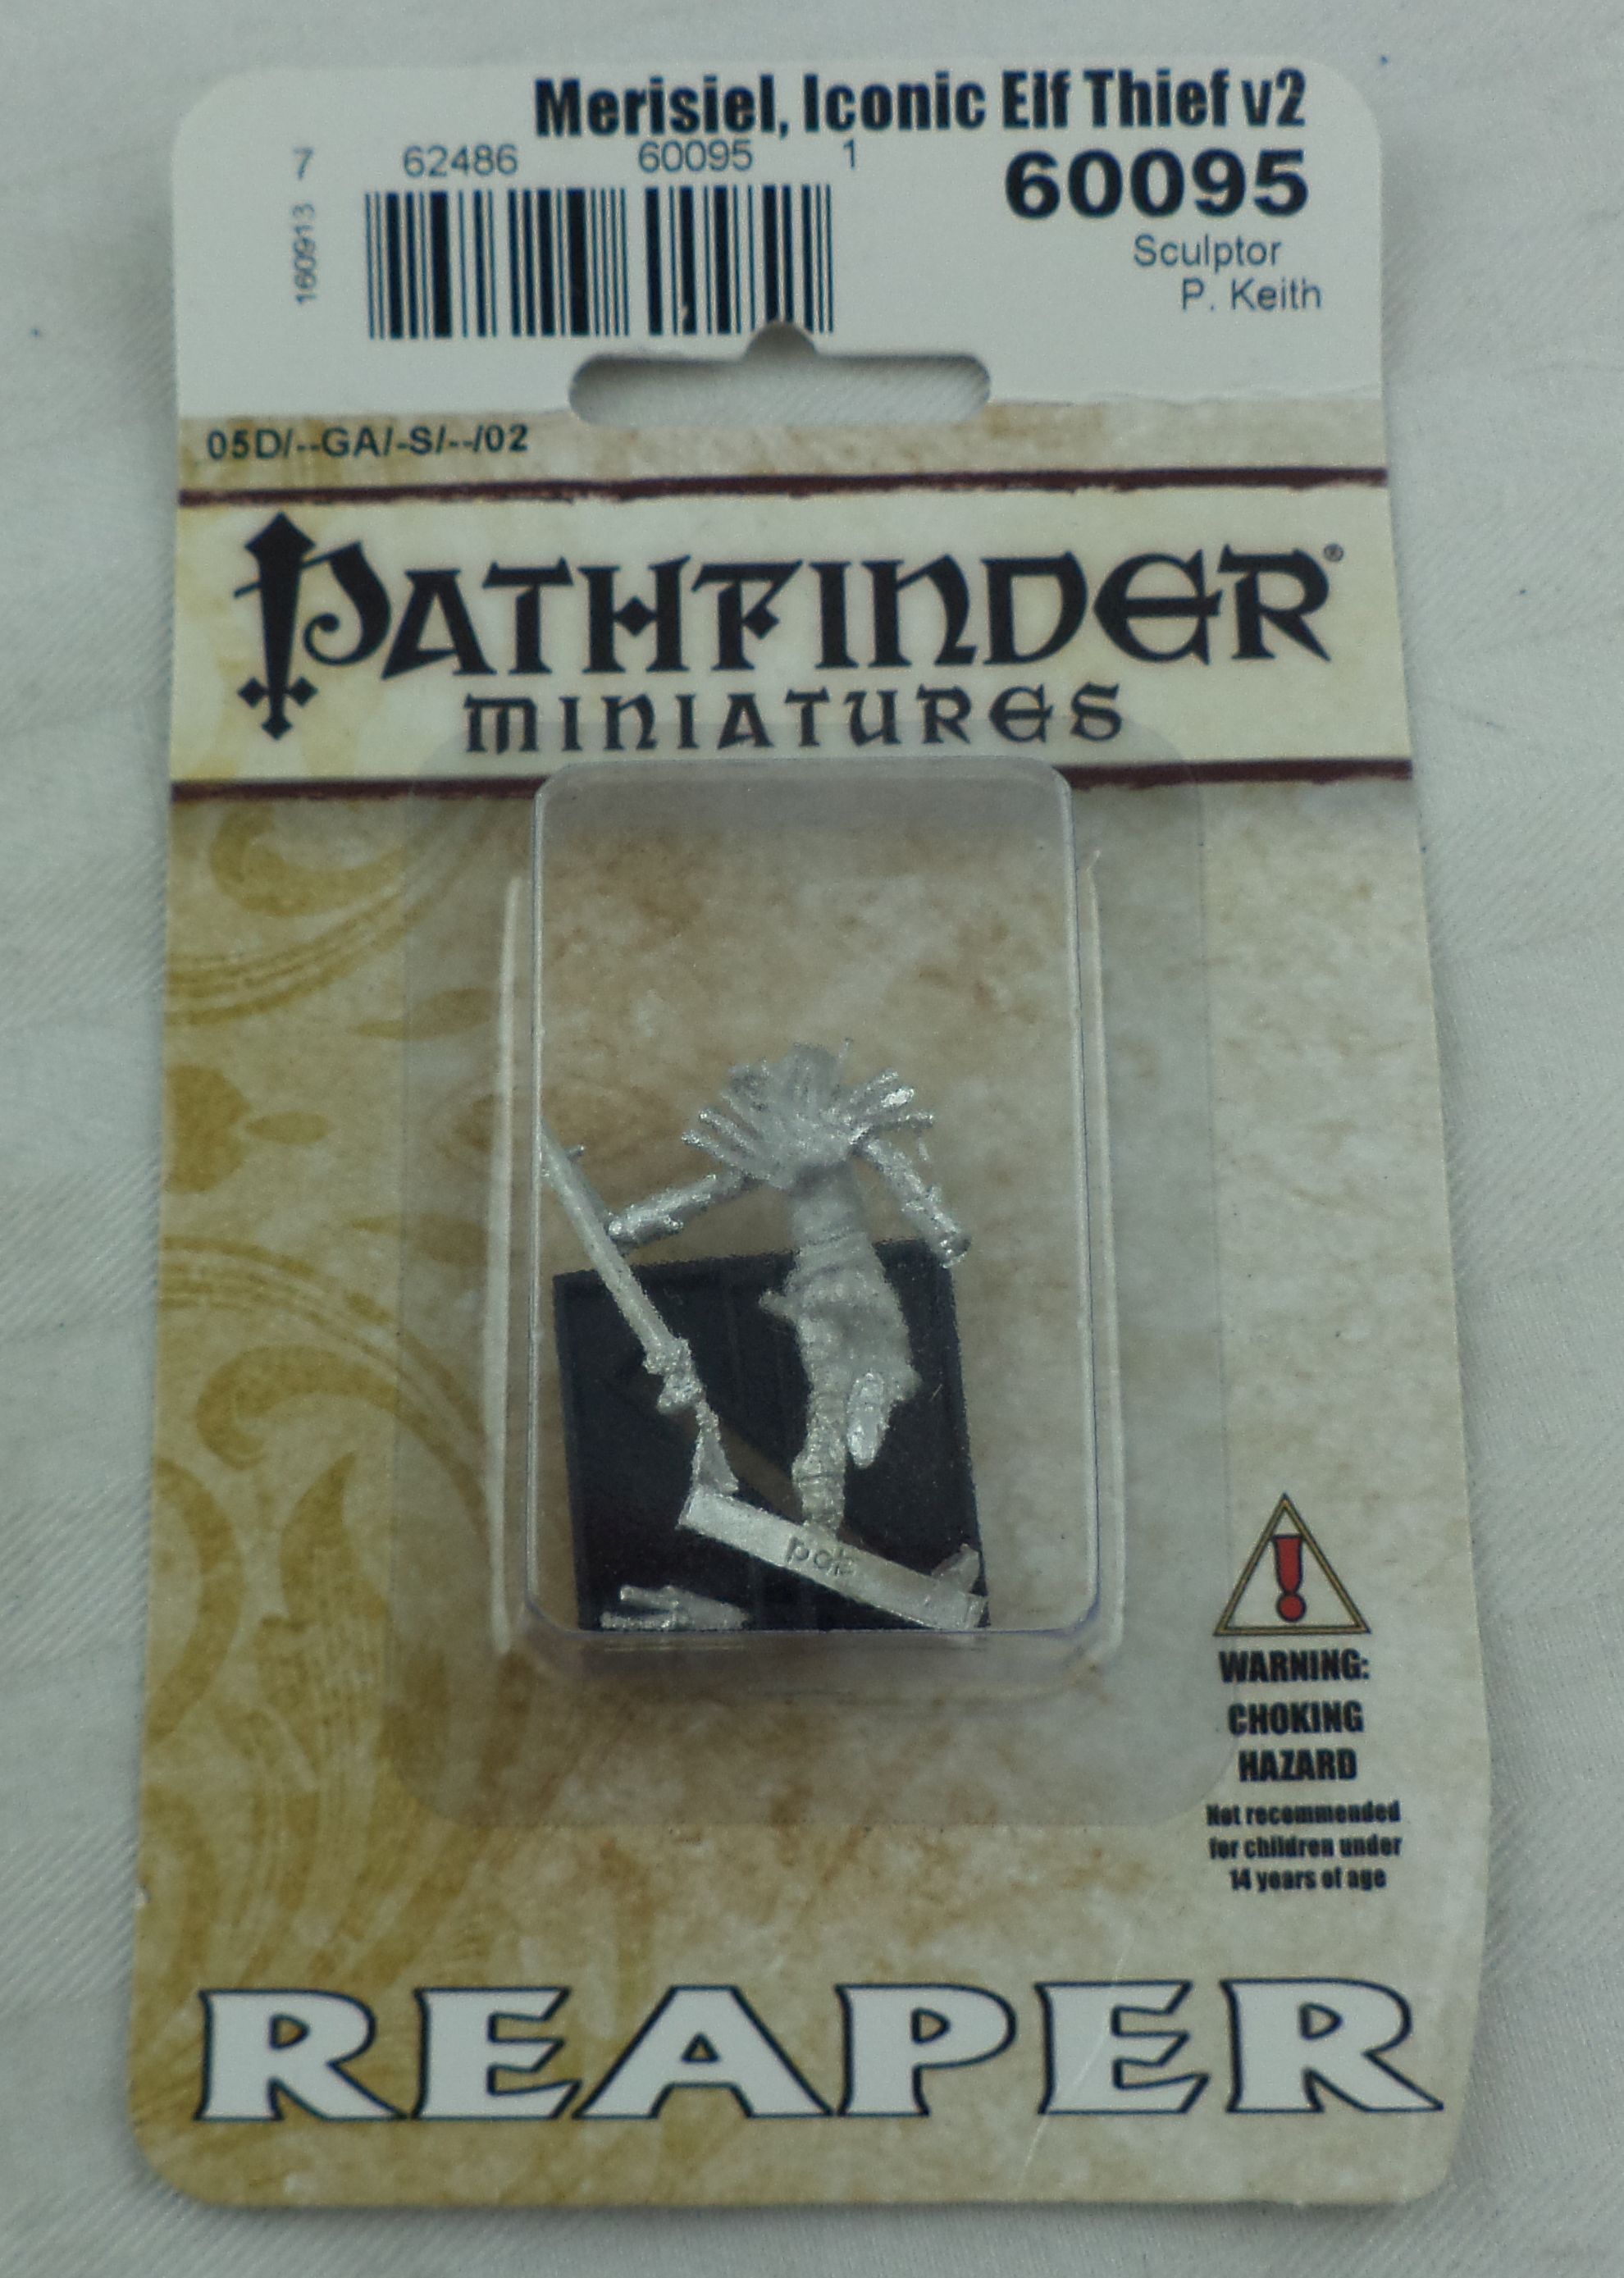 Merisiel, Iconic Elf Thief v2
7 62486 60095 1
60095
160913
Sculptor
P. Keith
05D/--GA/-S/--/02
PATHFINDER®
MINIATURES
WARNING:
CHOKING
HAZARD
Not recommended
for children under
14 years of age
REAPER